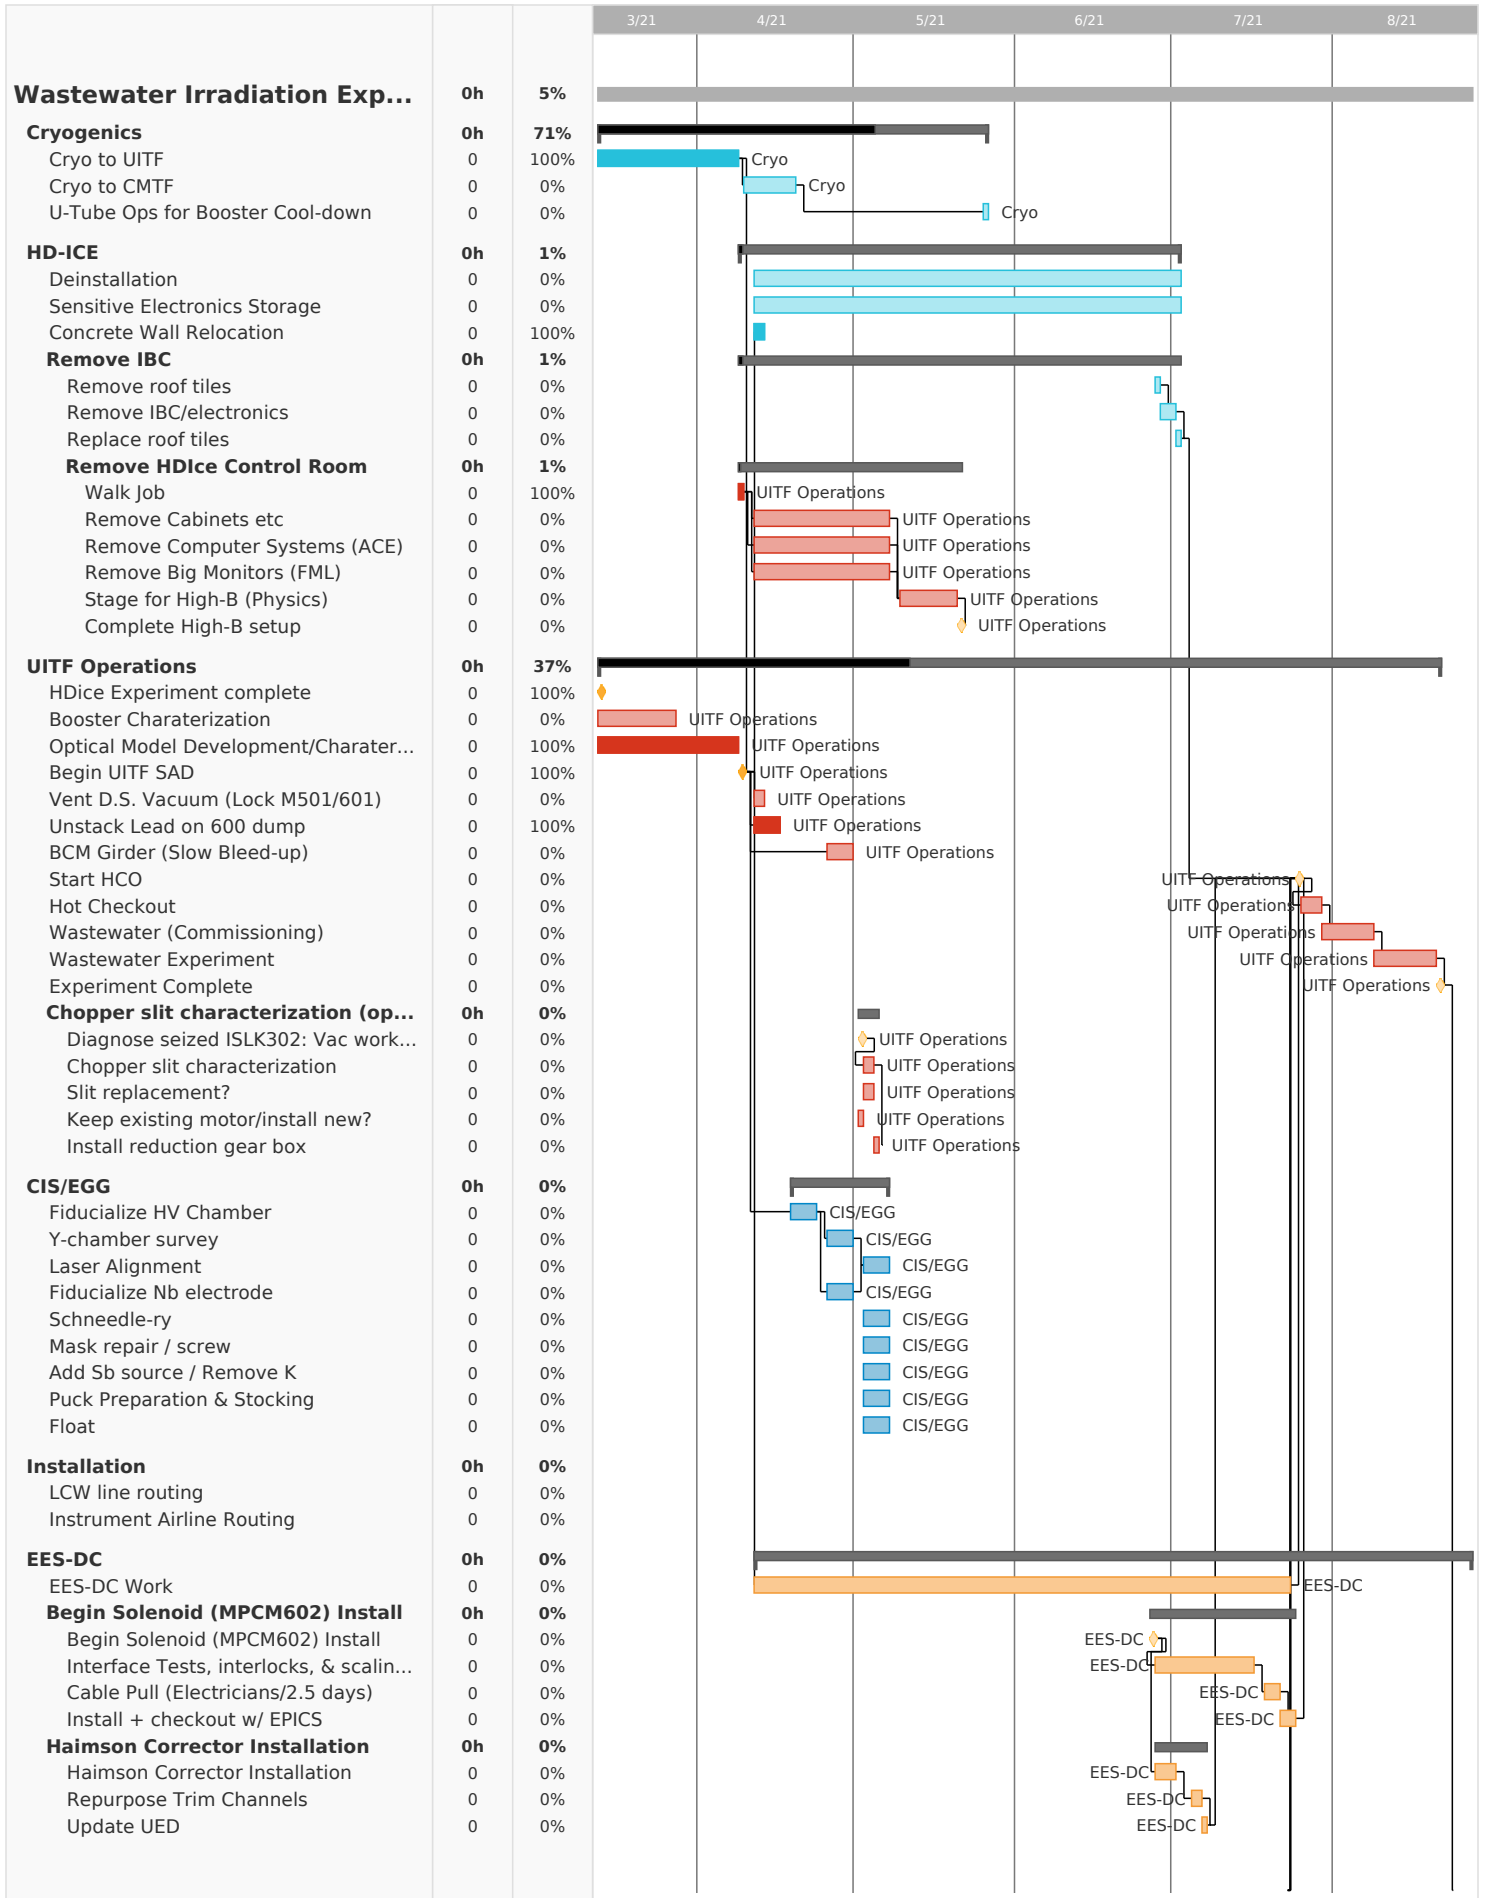 3/21 4/21 5/21 6/21 7/21 8/21
Wastewater Irradiation Exp... 0h 5%
Cryogenics 0h 71%
Cryo to UITF 0 100% Cryo
Cryo to CMTF 0 0% Cryo
U-Tube Ops for Booster Cool-down 0 0% Cryo
HD-ICE 0h 1%
Deinstallation 0 0%
Sensitive Electronics Storage 0 0%
Concrete Wall Relocation 0 100%
Remove IBC 0h 1%
Remove roof tiles 0 0%
Remove IBC/electronics 0 0%
Replace roof tiles 0 0%
Remove HDIce Control Room 0h 1%
Walk Job 0 100% UITF Operations
Remove Cabinets etc 0 0% UITF Operations
Remove Computer Systems (ACE) 0 0% UITF Operations
Remove Big Monitors (FML) 0 0% UITF Operations
Stage for High-B (Physics) 0 0% UITF Operations
Complete High-B setup 0 0% UITF Operations
UITF Operations 0h 37%
HDice Experiment complete 0 100%
Booster Charaterization 0 0% UITF Operations
Optical Model Development/Charater... 0 100% UITF Operations
Begin UITF SAD 0 100% UITF Operations
Vent D.S. Vacuum (Lock M501/601) 0 0% UITF Operations
Unstack Lead on 600 dump 0 100% UITF Operations
BCM Girder (Slow Bleed-up) 0 0% UITF Operations
Start HCO 0 0% UITF Operations
Hot Checkout 0 0% UITF Operations
Wastewater (Commissioning) 0 0% UITF Operations
Wastewater Experiment 0 0% UITF Operations
Experiment Complete 0 0% UITF Operations
Chopper slit characterization (op... 0h 0%
Diagnose seized ISLK302: Vac work... 0 0% UITF Operations
Chopper slit characterization 0 0% UITF Operations
Slit replacement? 0 0% UITF Operations
Keep existing motor/install new? 0 0% UITF Operations
Install reduction gear box 0 0% UITF Operations
CIS/EGG 0h 0%
Fiducialize HV Chamber 0 0% CIS/EGG
Y-chamber survey 0 0% CIS/EGG
Laser Alignment 0 0% CIS/EGG
Fiducialize Nb electrode 0 0% CIS/EGG
Schneedle-ry 0 0% CIS/EGG
Mask repair / screw 0 0% CIS/EGG
Add Sb source / Remove K 0 0% CIS/EGG
Puck Preparation & Stocking 0 0% CIS/EGG
Float 0 0% CIS/EGG
Installation 0h 0%
LCW line routing 0 0%
Instrument Airline Routing 0 0%
EES-DC 0h 0%
EES-DC Work 0 0% EES-DC
Begin Solenoid (MPCM602) Install 0h 0%
Begin Solenoid (MPCM602) Install 0 0% EES-DC
Interface Tests, interlocks, & scalin... 0 0% EES-DC
Cable Pull (Electricians/2.5 days) 0 0% EES-DC
Install + checkout w/ EPICS 0 0% EES-DC
Haimson Corrector Installation 0h 0%
Haimson Corrector Installation 0 0% EES-DC
Repurpose Trim Channels 0 0% EES-DC
Update UED 0 0% EES-DC